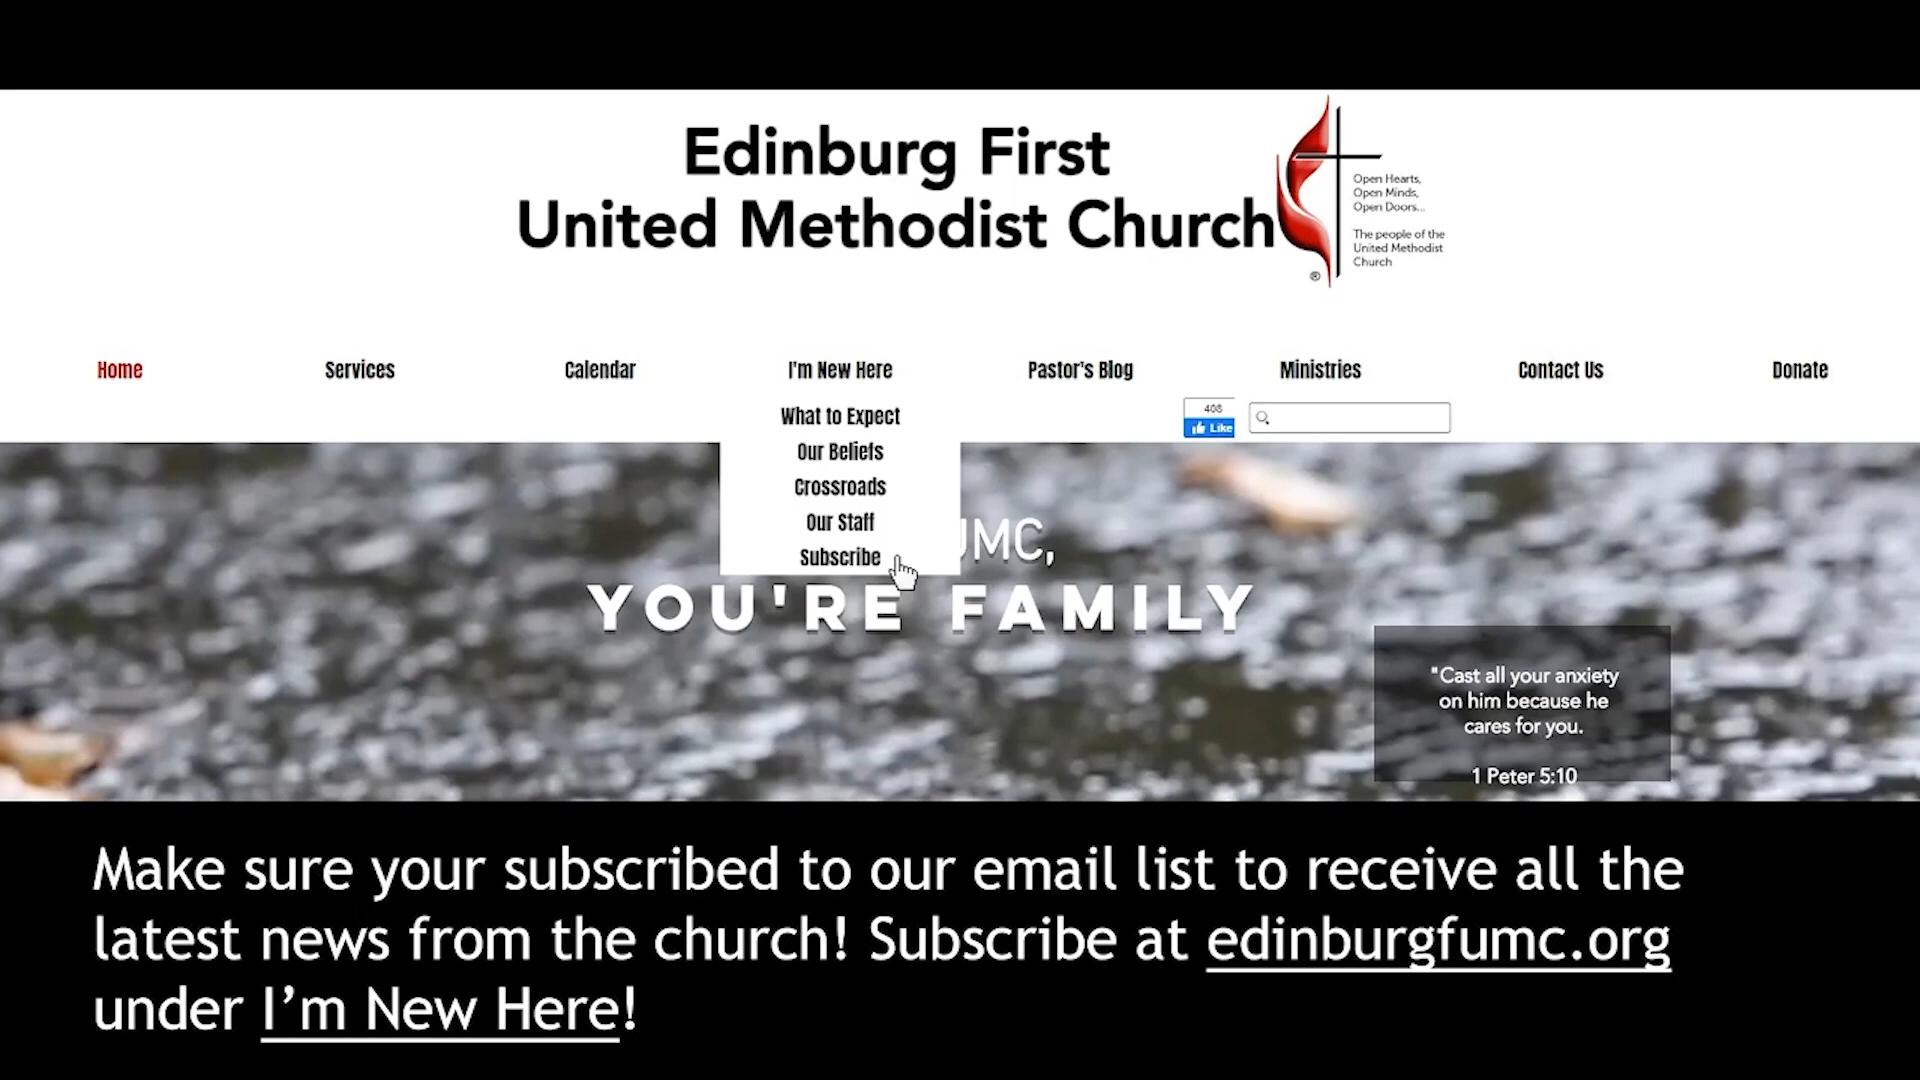 Edinburg First
United Methodist Church
Open Hearts,
Open Minds,
Open Doors...
The people of the
United Methodist
Church
®
Home Services Calendar I'm New Here Pastor's Blog Ministries Contact Us Donate
What to Expect
Our Beliefs
Crossroads
Our Staff
Subscribe
408
Like
UMC,
YOU'RE FAMILY
"Cast all your anxiety
on him because he
cares for you.
1 Peter 5:10
Make sure your subscribed to our email list to receive all the
latest news from the church! Subscribe at edinburgfumc.org
under I’m New Here!